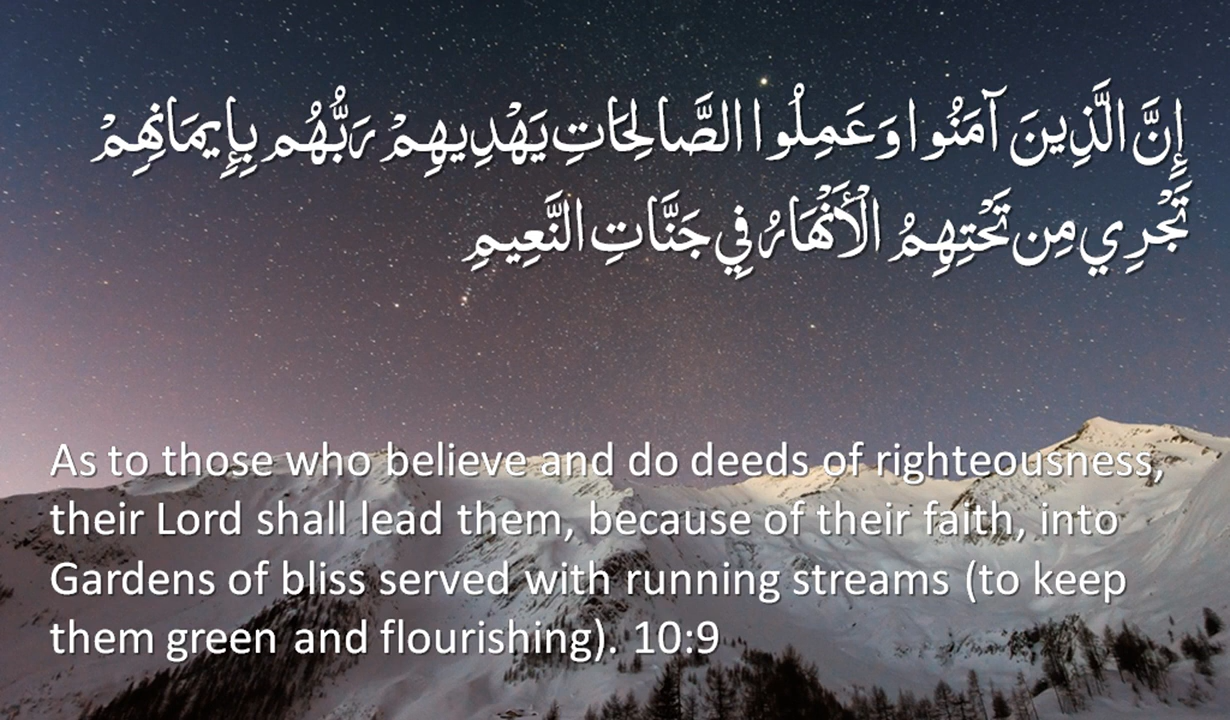 إِنَّ الَّذِينَ آمَنُوا وَعَمِلُوا الصَّالِحَاتِ يَهْدِيهِمْ رَبُّهُم بِإِيمَانِهِمْ
تَجْرِي مِن تَحْتِهِمُ الْأَنْهَارُ فِي جَنَّاتِ النَّعِيمِ
As to those who believe and do deeds of righteousness,
their Lord shall lead them, because of their faith, into
Gardens of bliss served with running streams (to keep
them green and flourishing). 10:9